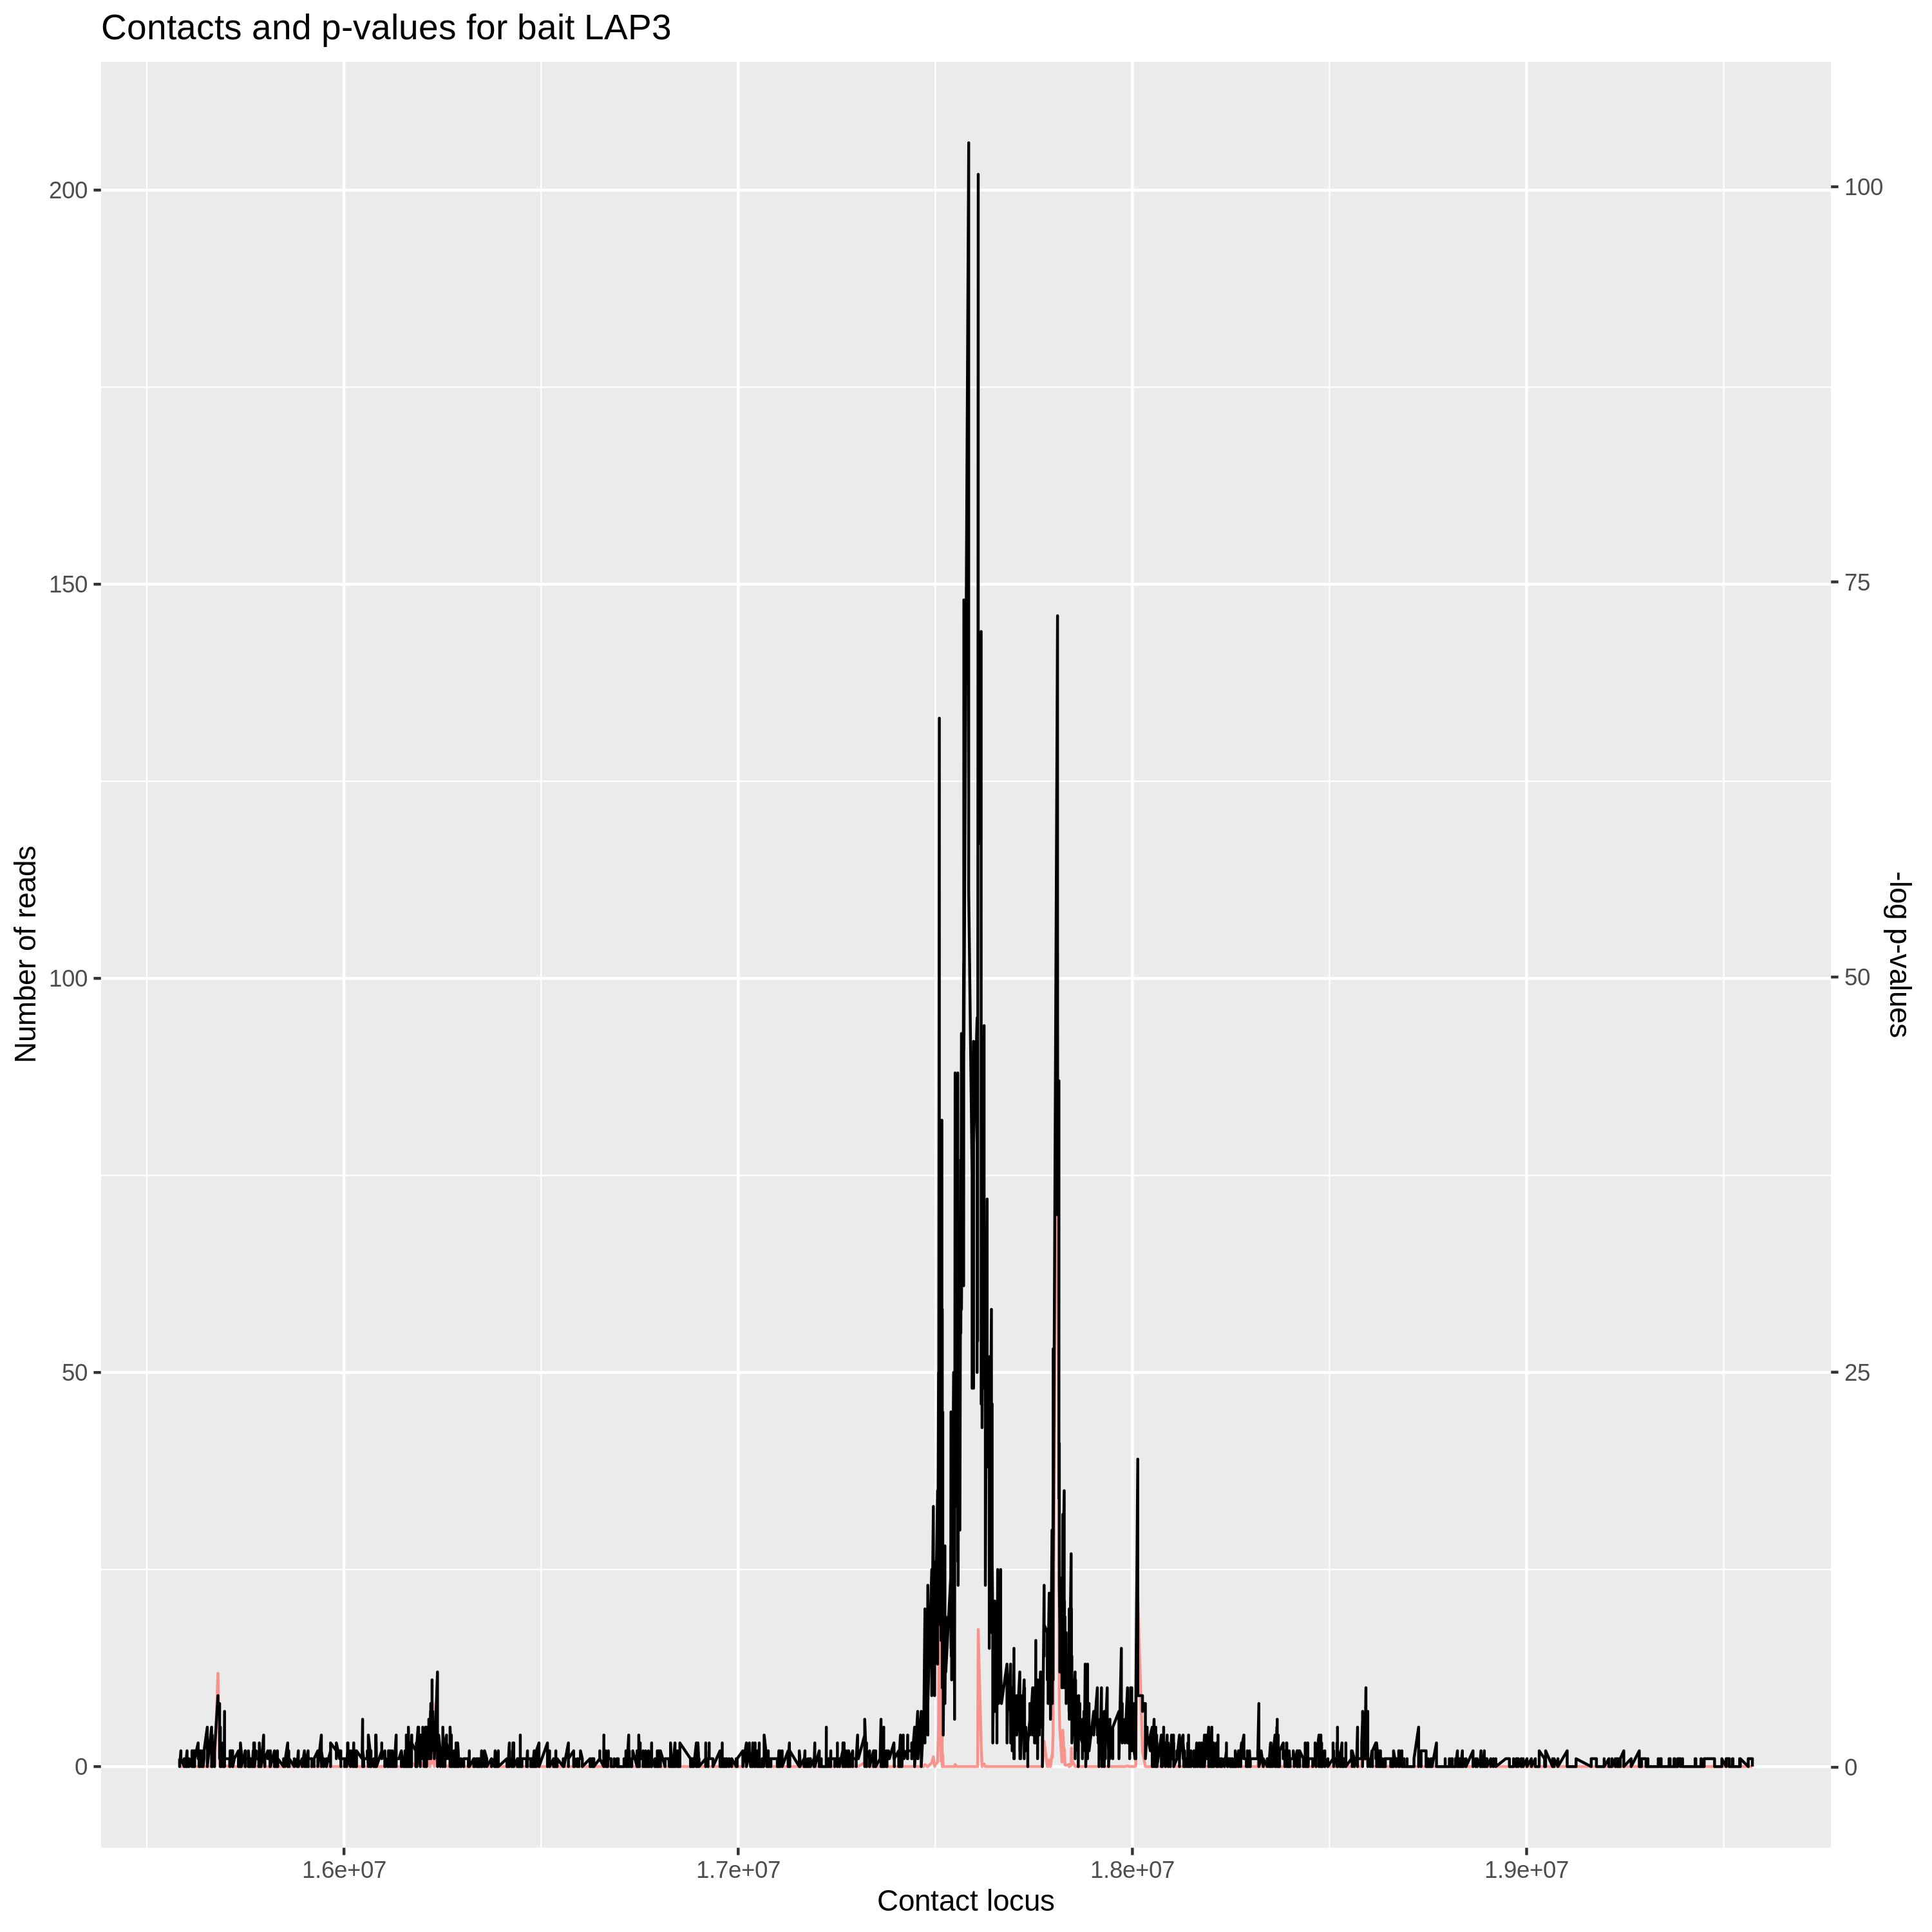 Contacts and p-values for bait LAP3
200
150
100
50
0
100
75
50
25
0
Number of reads
-log p-values
1.6e+07
1.7e+07
1.8e+07
1.9e+07
Contact locus